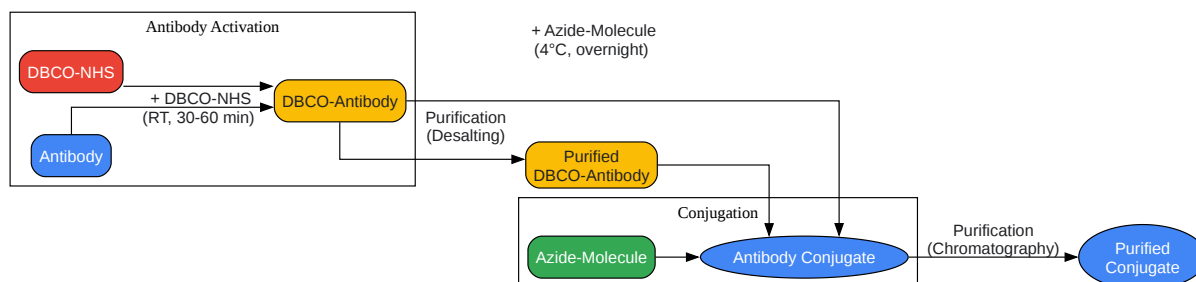 Antibody Activation
+ Azide-Molecule
(4°C, overnight)
DBCO-NHS
+ DBCO-NHS
(RT, 30-60 min)
DBCO-Antibody
Antibody
Purification
(Desalting)
Purified
DBCO-Antibody
Conjugation
Azide-Molecule
Antibody Conjugate
Purification
(Chromatography)
Purified
Conjugate